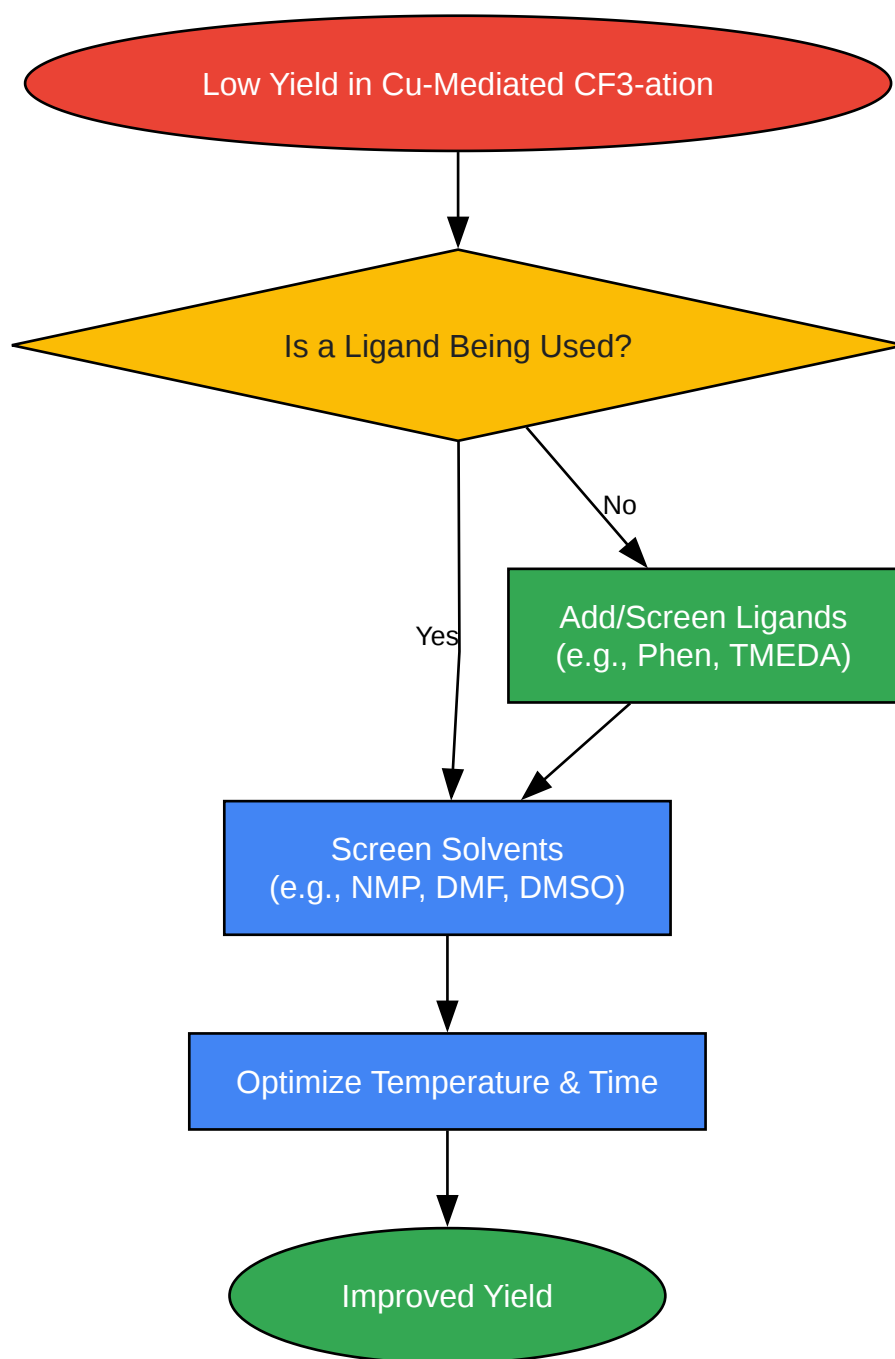 Low Yield in Cu-Mediated CF3-ation
Is a Ligand Being Used?
No
Add/Screen Ligands
(e.g., Phen, TMEDA)
Yes
Screen Solvents
(e.g., NMP, DMF, DMSO)
Optimize Temperature & Time
Improved Yield